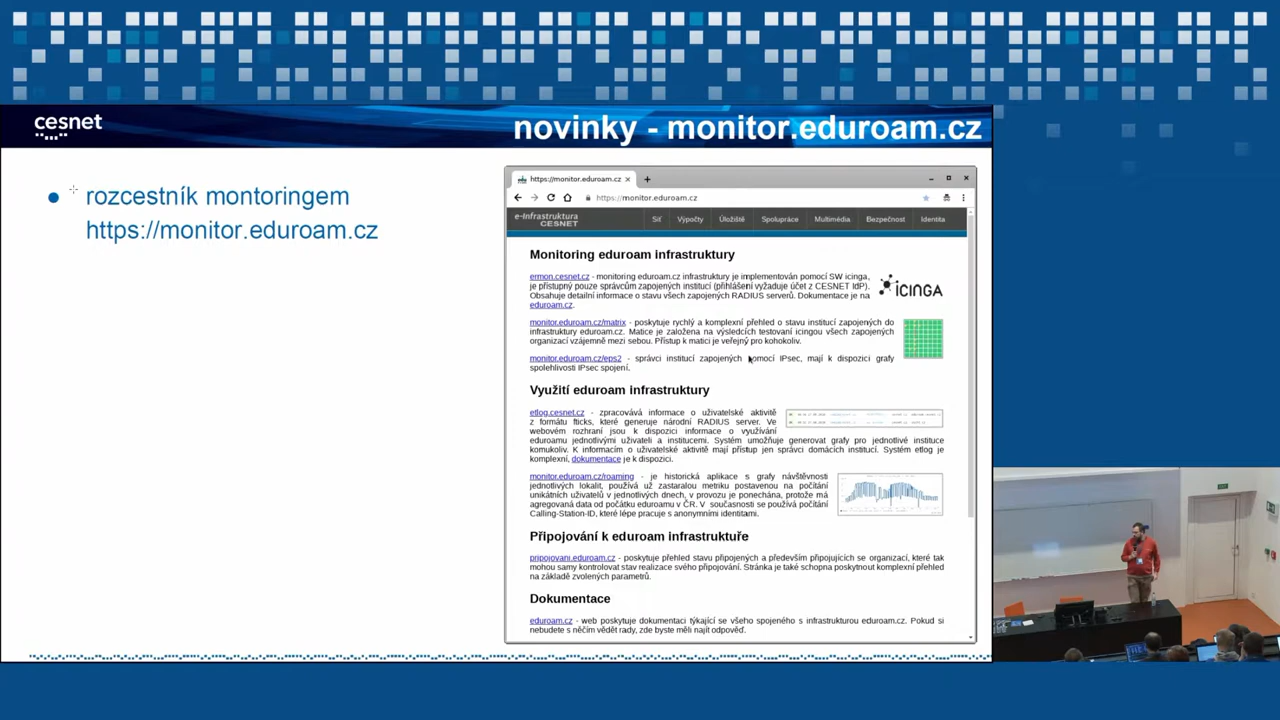 cesnet
novinky - monitor.eduroam.cz
rozcestník montoringem
https://monitor.eduroam.cz
https://monitor.eduroam.cz
https://monitor.eduroam.cz
e-infrastruktura
CESNET
Síť Výpočty Úložiště Spolupráce Multimédia Bezpečnost Identita
Monitoring eduroam infrastruktury
ermon.cesnet.cz - monitoring eduroam.cz infrastruktury je implementován pomocí SW icinga,
je přístupný pouze správcům zapojených institucí (přihlášení vyžaduje účet z CESNET IdP).
Obsahuje detailní informace o stavu všech zapojených RADIUS serverů. Dokumentace je na
eduroam.cz.
ICINGA
monitor.eduroam.cz/matrix - poskytuje rychlý a komplexní přehled o stavu institucí zapojených do
infrastruktury eduroam.cz. Matice je založena na výsledcích testovaní icingou všech zapojených
organizací vzájemně mezi sebou. Přístup k matici je veřejný pro kohokoliv.
monitor.eduroam.cz/eps2 - správci institucí zapojených pomocí IPsec, mají k dispozici grafy
spolehlivosti IPsec spojení.
Využití eduroam infrastruktury
etlog.cesnet.cz - zpracovává informace o uživatelské aktivitě
z formátu fticks, které generuje národní RADIUS server. Ve
webovém rozhraní jsou k dispozici informace o využívání
eduroamu jednotlivými uživateli a institucemi. Systém umožňuje generovat grafy pro jednotlivé instituce
komukoliv. K informacím o uživatelské aktivitě mají přístup jen správci domácích institucí. Systém etlog je
komplexní, dokumentace je k dispozici.
monitor.eduroam.cz/roaming - je historická aplikace s grafy návštěvnosti
jednotlivých lokalit, používá už zastaralou metriku postavenou na počítání
unikátních uživatelů v jednotlivých dnech, v provozu je ponechána, protože má
agregovaná data od počátku eduroamu v ČR. V současnosti se používá počítání
Calling-Station-ID, které lépe pracuje s anonymními identitami.
Připojování k eduroam infrastruktuře
pripojovani.eduroam.cz - poskytuje přehled stavu připojených a především připojujících se organizací, které tak
mohou samy kontrolovat stav realizace svého připojování. Stránka je také schopna poskytnout komplexní přehled
na základě zvolených parametrů.
Dokumentace
eduroam.cz - web poskytuje dokumentaci týkající se všeho spojeného s infrastrukturou eduroam.cz. Pokud si
nebudete s něčím vědět rady, zde byste měli najít odpověď.